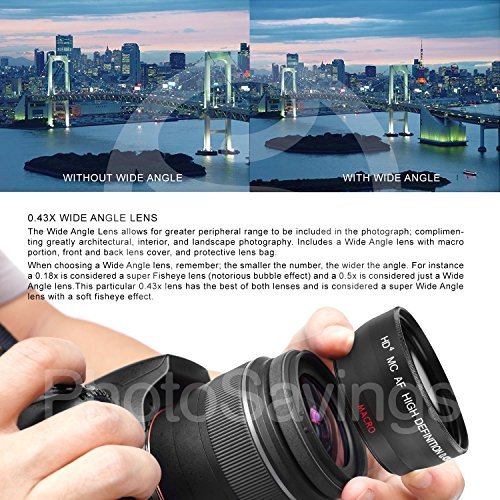 WITHOUT WIDE ANGLE
WITH WIDE ANGLE
0.43X WIDE ANGLE LENS
The Wide Angle Lens allows for greater peripheral range to be included in the photograph; complimen-
ting greatly architectural, interior, and landscape photography. Includes a Wide Angle lens with macro
portion, front and back lens cover, and protective lens bag.
When choosing a Wide Angle lens, remember; the smaller the number, the wider the angle. For instance
a 0.18x is considered a super Fisheye lens (notorious bubble effect) and a 0.5x is considered just a Wide
Angle lens.This particular 0.43x lens has the best of both lenses and is considered a super Wide Angle
lens with a soft fisheye effect.
HD⁴ MC AF HIGH DEFINITION
MACRO
PhotoSavings